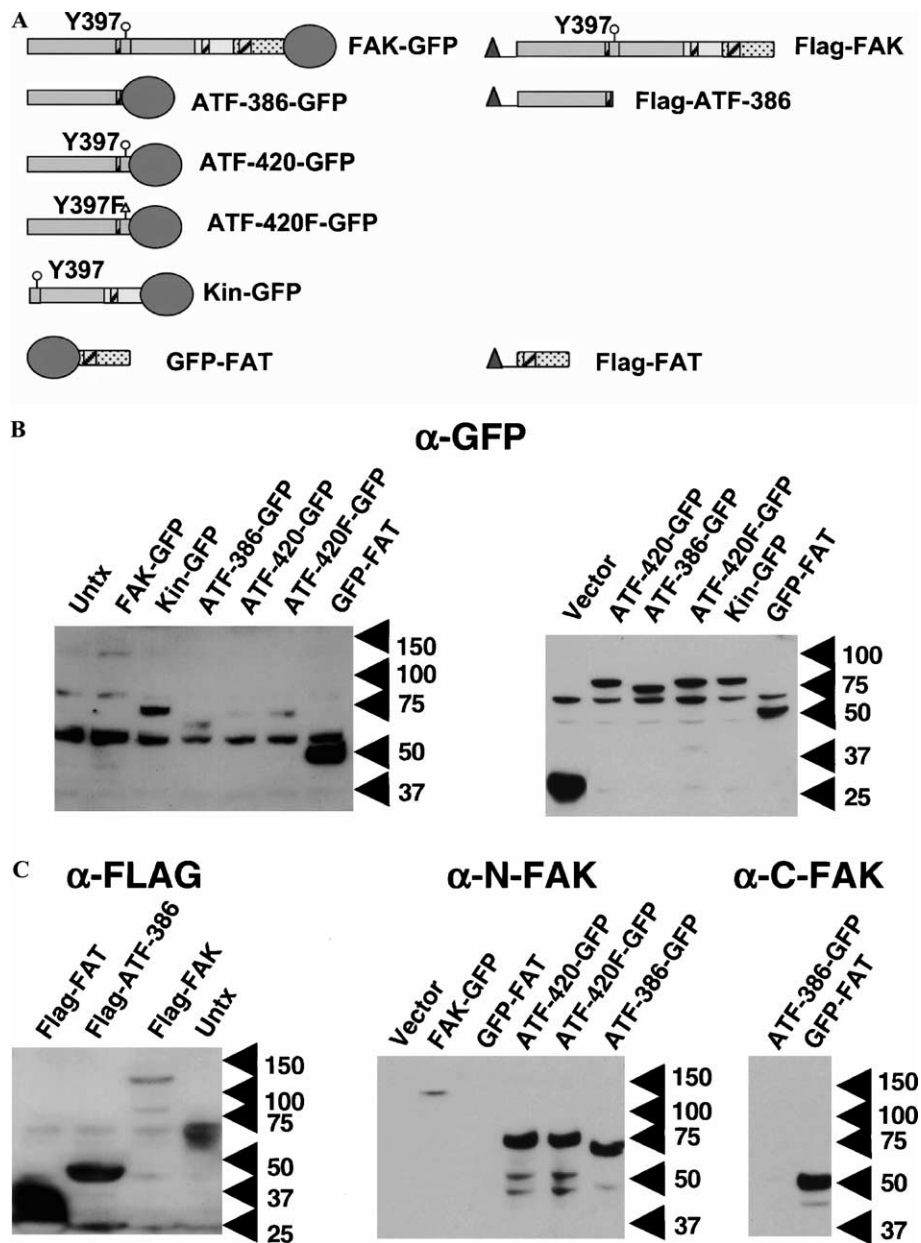 A
Y397
FAK-GFP
Y397
Flag-FAK
ATF-386-GFP
Flag-ATF-386
Y397
ATF-420-GFP
Y397F
ATF-420F-GFP
Y397
Kin-GFP
GFP-FAT
Flag-FAT
B
α-GFP
Untx
FAK-GFP
Kin-GFP
ATF-386-GFP
ATF-420-GFP
ATF-420F-GFP
GFP-FAT
150
100
75
50
37
Vector
ATF-420-GFP
ATF-386-GFP
ATF-420F-GFP
Kin-GFP
GFP-FAT
100
75
50
37
25
C
α-FLAG
Flag-FAT
Flag-ATF-386
Flag-FAK
Untx
150
100
75
50
37
25
α-N-FAK
Vector
FAK-GFP
GFP-FAT
ATF-420-GFP
ATF-420F-GFP
ATF-386-GFP
150
100
75
50
37
α-C-FAK
ATF-386-GFP
GFP-FAT
150
100
75
50
37